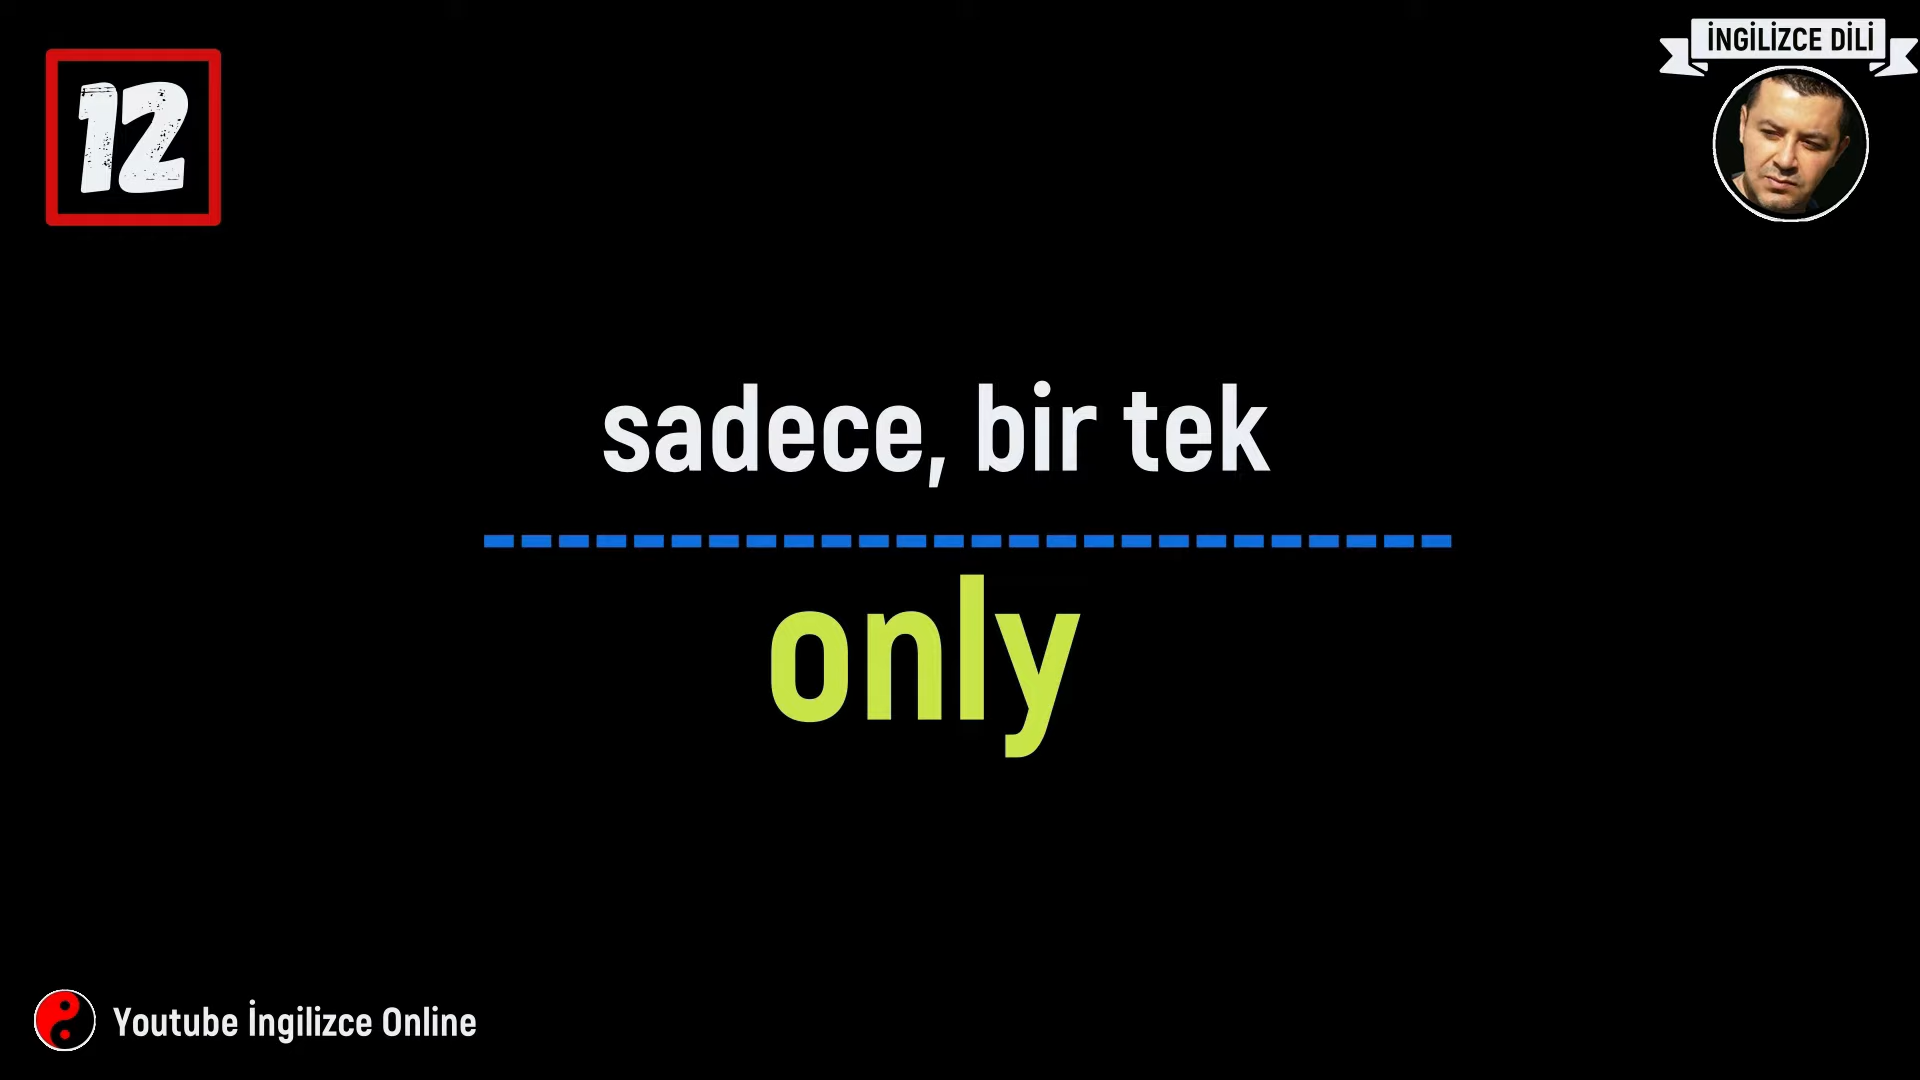 12
İNGİLİZCE DİLİ
sadece, bir tek
only
Youtube İngilizce Online